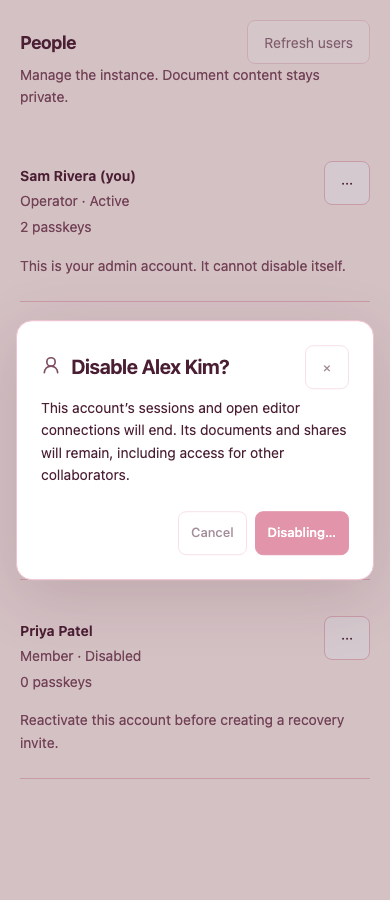 People
Refresh users
Manage the instance. Document content stays
private.
Sam Rivera (you)
...
Operator · Active
2 passkeys
This is your admin account. It cannot disable itself.
Disable Alex Kim?
×
This account’s sessions and open editor
connections will end. Its documents and shares
will remain, including access for other
collaborators.
Cancel
Disabling...
Priya Patel
...
Member · Disabled
0 passkeys
Reactivate this account before creating a recovery
invite.